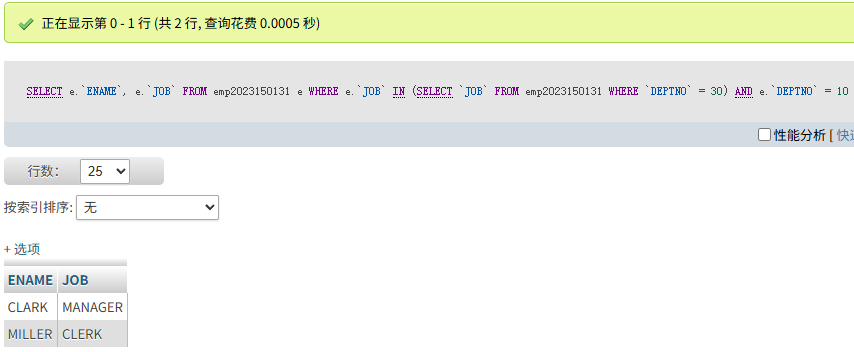 正在显示第 0 - 1 行 (共 2 行, 查询花费 0.0005 秒)
SELECT e.`ENAME`, e.`JOB` FROM emp2023150131 e WHERE e.`JOB` IN (SELECT `JOB` FROM emp2023150131 WHERE `DEPTNO` = 30) AND e.`DEPTNO` = 10
性能分析 [ 快速
行数: 25
按索引排序: 无
+ 选项
ENAME JOB
CLARK MANAGER
MILLER CLERK